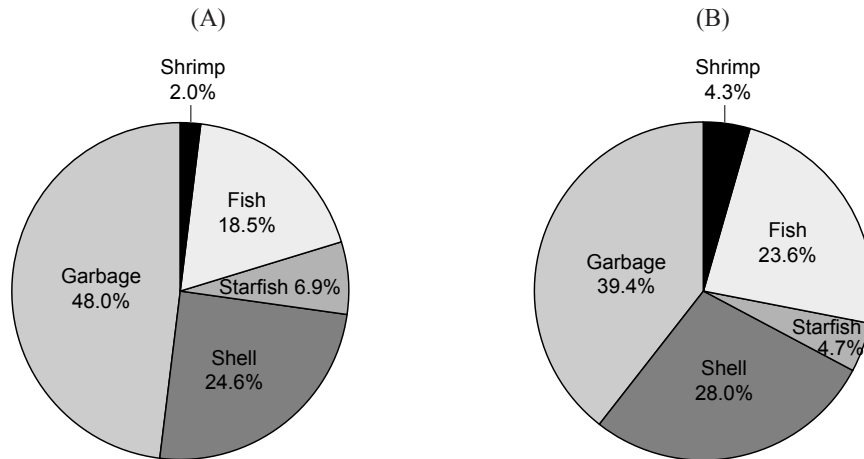 (A)
Shrimp
2.0%
Fish
18.5%
Garbage
48.0%
Starfish 6.9%
Shell
24.6%
(B)
Shrimp
4.3%
Fish
23.6%
Garbage
39.4%
Starfish
4.7%
Shell
28.0%